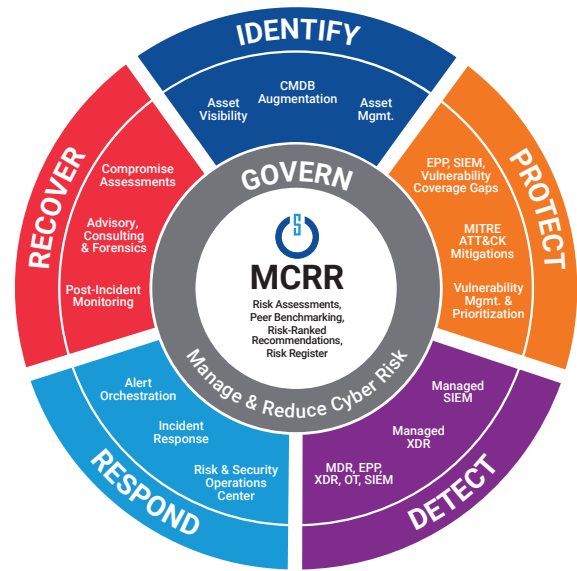 IDENTIFY
Asset
Visibility
CMDB
Augmentation
Asset
Mgmt.
PROTECT
EPP, SIEM,
Vulnerability
Coverage Gaps
MITRE
ATT&CK
Mitigations
Vulnerability
Mgmt. &
Prioritization
DETECT
Managed
SIEM
Managed
XDR
MDR, EPP,
XDR, OT, SIEM
RESPOND
Alert
Orchestration
Incident
Response
Risk & Security
Operations
Center
RECOVER
Compromise
Assessments
Advisory,
Consulting
& Forensics
Post-Incident
Monitoring
GOVERN
MCRR
Risk Assessments,
Peer Benchmarking,
Risk-Ranked
Recommendations,
Risk Register
Manage & Reduce Cyber Risk